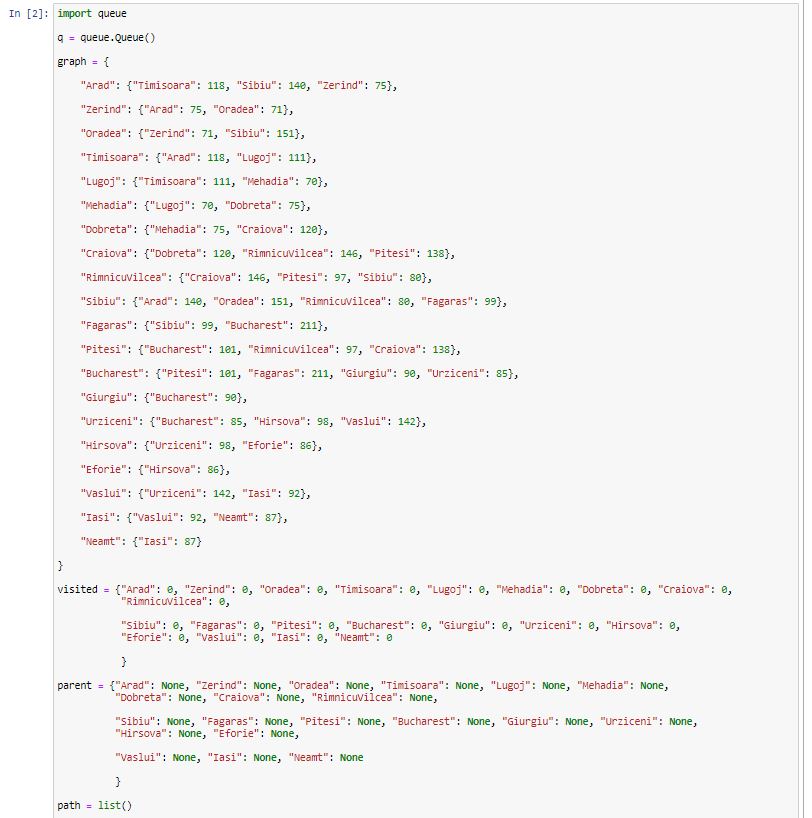 In [2]: import queue
q = queue.Queue()
graph = {
"Arad": {"Timisoara": 118, "Sibiu": 140, "Zerind": 75},
"Zerind": {"Arad": 75, "Oradea": 71},
"Oradea": {"Zerind": 71, "Sibiu": 151},
"Timisoara": {"Arad": 118, "Lugoj": 111},
"Lugoj": {"Timisoara": 111, "Mehadia": 70},
"Mehadia": {"Lugoj": 70, "Dobreta": 75},
"Dobreta": {"Mehadia": 75, "Craiova": 120},
"Craiova": {"Dobreta": 120, "RimnicuVilcea": 146, "Pitesi": 138},
"RimnicuVilcea": {"Craiova": 146, "Pitesi": 97, "Sibiu": 80},
"Sibiu": {"Arad": 140, "Oradea": 151, "RimnicuVilcea": 80, "Fagaras": 99},
"Fagaras": {"Sibiu": 99, "Bucharest": 211},
"Pitesi": {"Bucharest": 101, "RimnicuVilcea": 97, "Craiova": 138},
"Bucharest": {"Pitesi": 101, "Fagaras": 211, "Giurgiu": 90, "Urziceni": 85},
"Giurgiu": {"Bucharest": 90},
"Urziceni": {"Bucharest": 85, "Hirsova": 98, "Vaslui": 142},
"Hirsova": {"Urziceni": 98, "Eforie": 86},
"Eforie": {"Hirsova": 86},
"Vaslui": {"Urziceni": 142, "Iasi": 92},
"Iasi": {"Vaslui": 92, "Neamt": 87},
"Neamt": {"Iasi": 87}
}
visited = {"Arad": 0, "Zerind": 0, "Oradea": 0, "Timisoara": 0, "Lugoj": 0, "Mehadia": 0, "Dobreta": 0, "Craiova": 0,
"RimnicuVilcea": 0,
"Sibiu": 0, "Fagaras": 0, "Pitesi": 0, "Bucharest": 0, "Giurgiu": 0, "Urziceni": 0, "Hirsova": 0,
"Eforie": 0, "Vaslui": 0, "Iasi": 0, "Neamt": 0
}
parent = {"Arad": None, "Zerind": None, "Oradea": None, "Timisoara": None, "Lugoj": None, "Mehadia": None,
"Dobreta": None, "Craiova": None, "RimnicuVilcea": None,
"Sibiu": None, "Fagaras": None, "Pitesi": None, "Bucharest": None, "Giurgiu": None, "Urziceni": None,
"Hirsova": None, "Eforie": None,
"Vaslui": None, "Iasi": None, "Neamt": None
}
path = list()